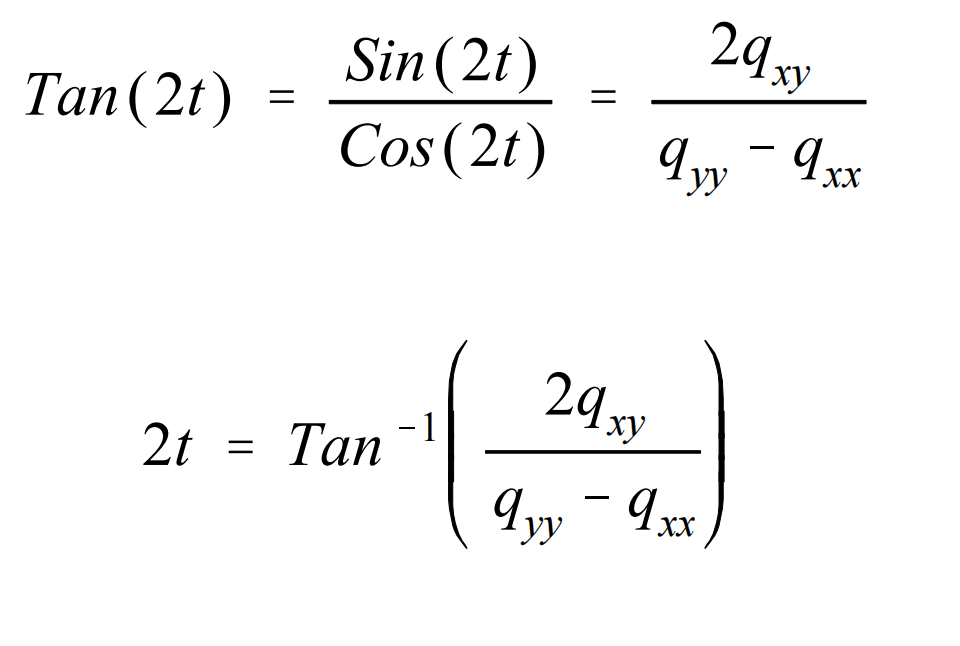 Tan(2t) = Sin(2t) / Cos(2t) = 2q_xy / (q_yy − q_xx)
2t = Tan^−1(2q_xy / (q_yy − q_xx))